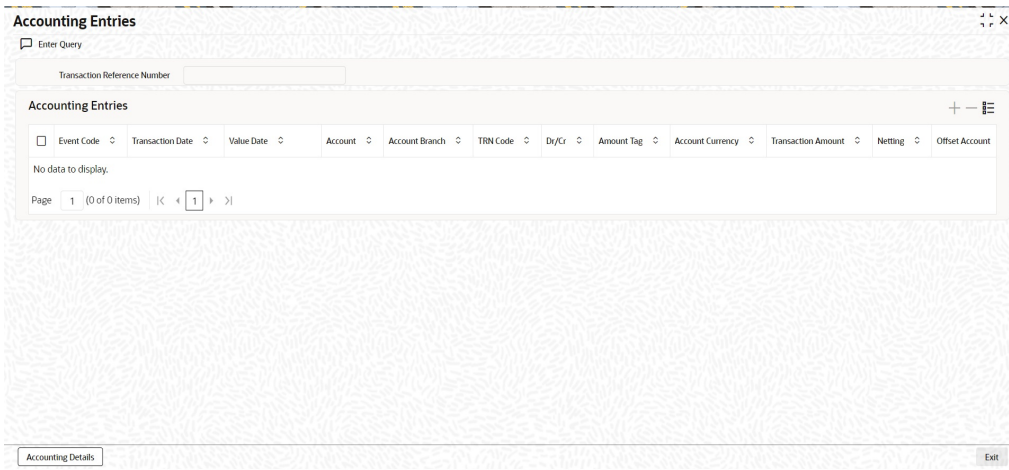 Accounting Entries
Enter Query
Transaction Reference Number
Accounting Entries
Event Code Transaction Date Value Date Account Account Branch TRN Code Dr/Cr Amount Tag Account Currency Transaction Amount Netting Offset Account
No data to display.
Page 1 (0 of 0 items) 1
Accounting Details Exit